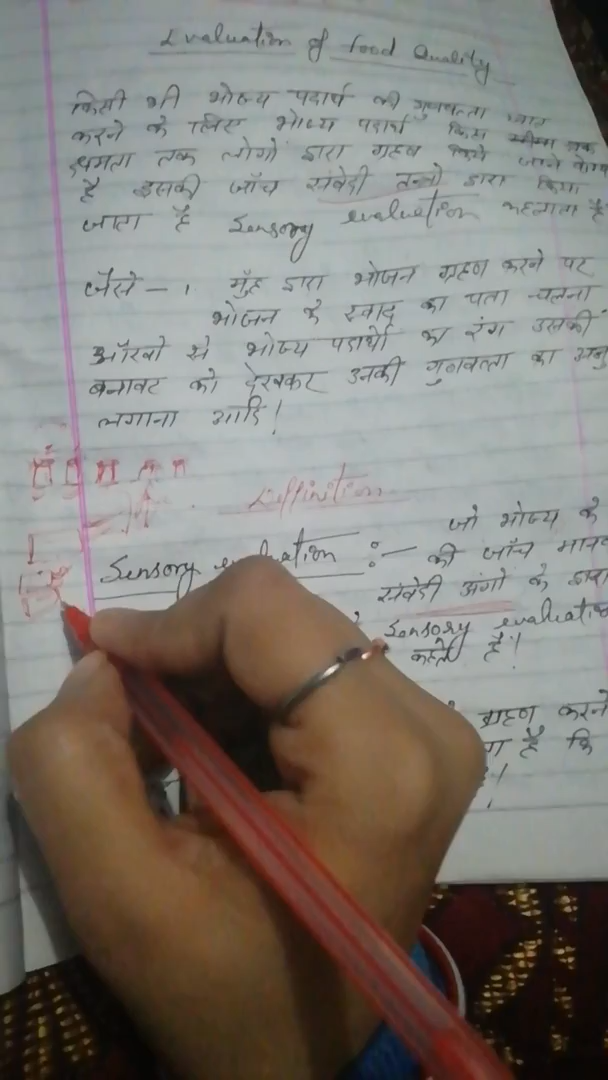 Evaluation of food Quality
किसी भी भोज्य पदार्थ की गुणवत्ता ज्ञात
करने के लिए भोज्य पदार्थ किस सीमा तक
क्षमता तक लोगों द्वारा ग्रहण किये जाने योग्य
है इसकी जाँच संवेदी तन्त्रो द्वारा किया
जाता है Sensory evaluation कहलाता है
जैसे — 1. मुँह द्वारा भोजन ग्रहण करने पर
भोजन के स्वाद का पता चलना
आँखो से भोज्य पदार्थो का रंग उसकी
बनावट को देखकर उनकी गुणवत्ता का अनु
लगाना आदि!
Deffinition
जो भोज्य के
Sensory evaluation :— की जाँच मानव
संवेदी अंगो के द्वारा
Sensory evaluation
कहते है!
ग्रहण करने
है कि